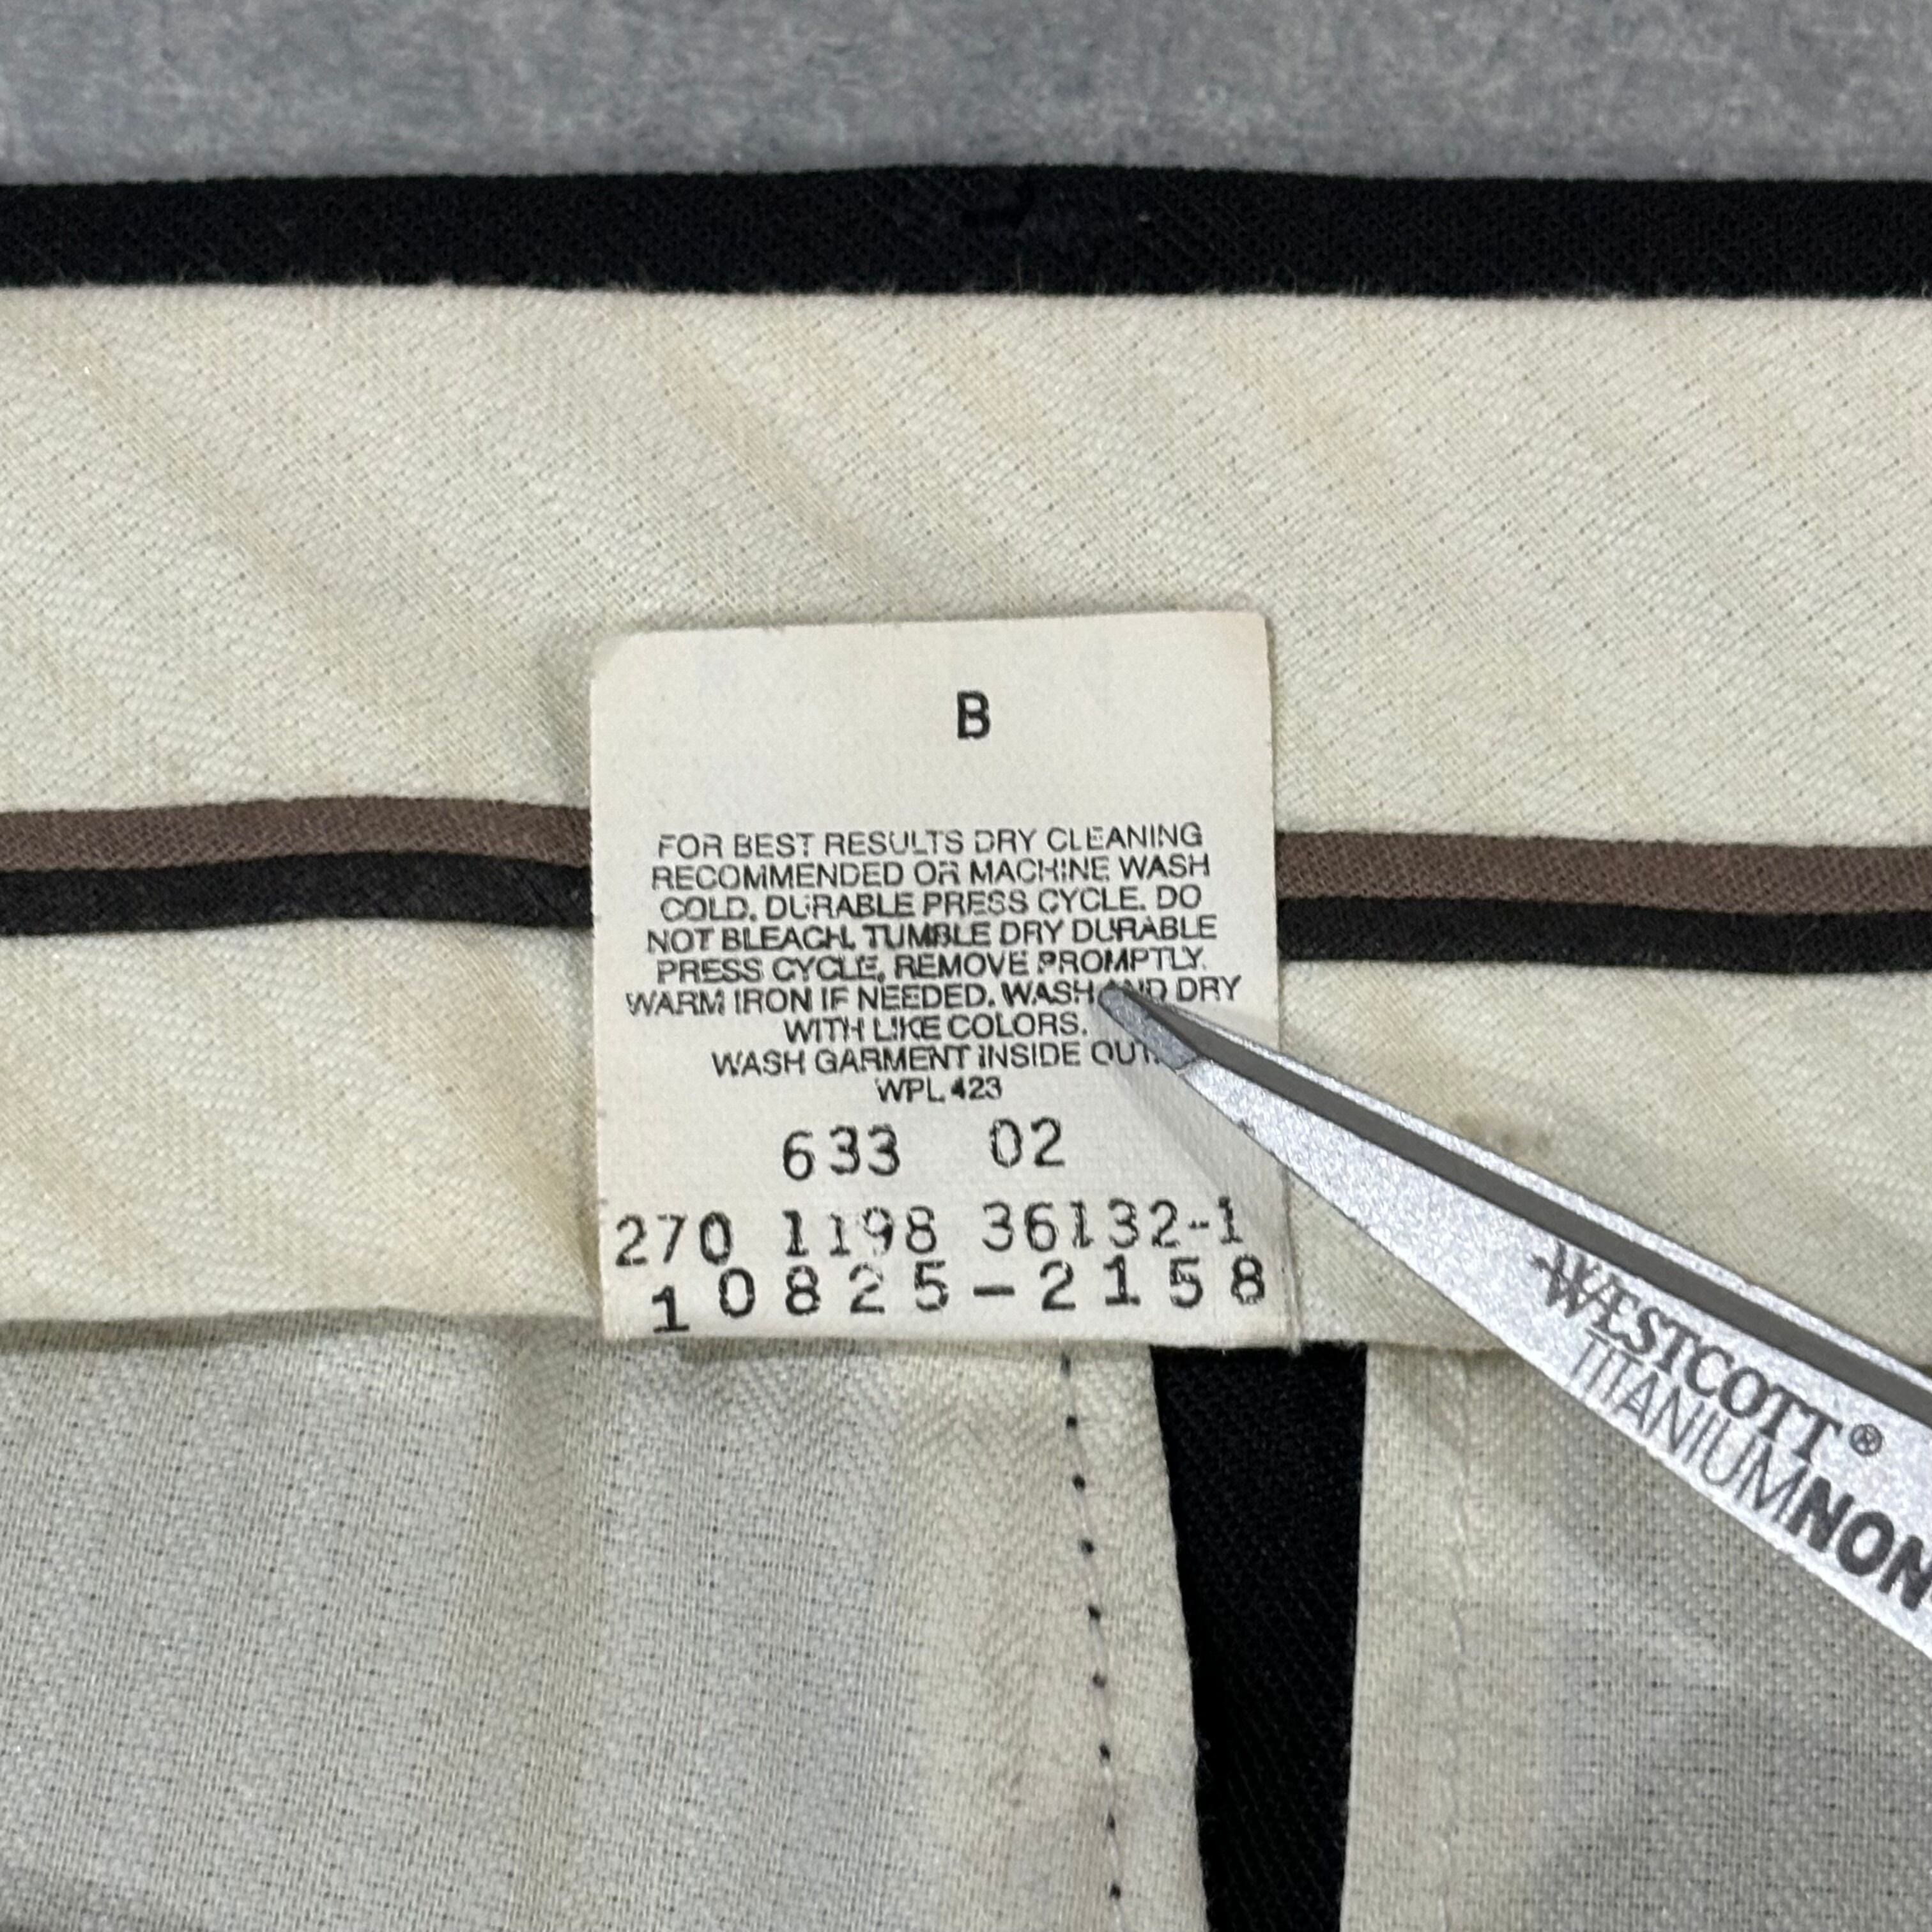 B
FOR BEST RESULTS DRY CLEANING
RECOMMENDED OR MACHINE WASH
COLD. DURABLE PRESS CYCLE. DO
NOT BLEACH. TUMBLE DRY DURABLE
PRESS CYCLE, REMOVE PROMPTLY.
WARM IRON IF NEEDED. WASH AND DRY
WITH LIKE COLORS.
WASH GARMENT INSIDE OUT.
WPL 423
633 02
270 1198 36132-1
10825-2158
WESTCOTT®
TITANIUM NON